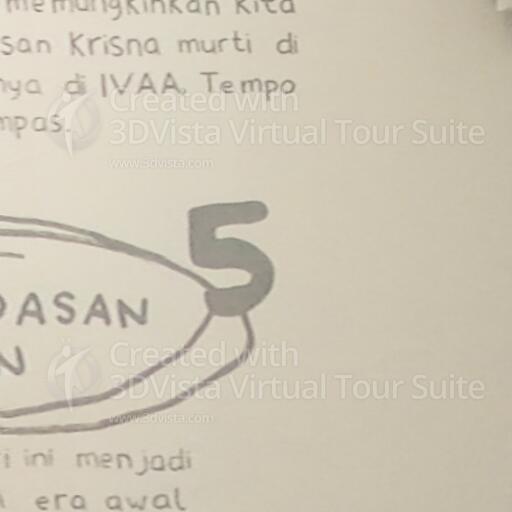 memungkinkan kita
san Krisna murti di
nya di IVAA. Tempo
mpas.
Created with
3DVista Virtual Tour Suite
www.3dvista.com
5
DASAN
N
Created with
3DVista Virtual Tour Suite
www.3dvista.com
i ini menjadi
era awal